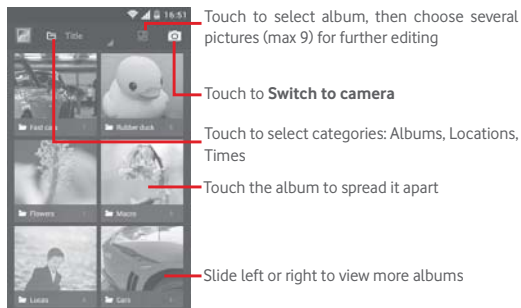 16:51
Title
Touch to select album, then choose several
pictures (max 9) for further editing
Touch to Switch to camera
Touch to select categories: Albums, Locations,
Times
Fast cars
Rubber duck
Touch the album to spread it apart
Flowers
Macro
Slide left or right to view more albums
Lucas
Cars